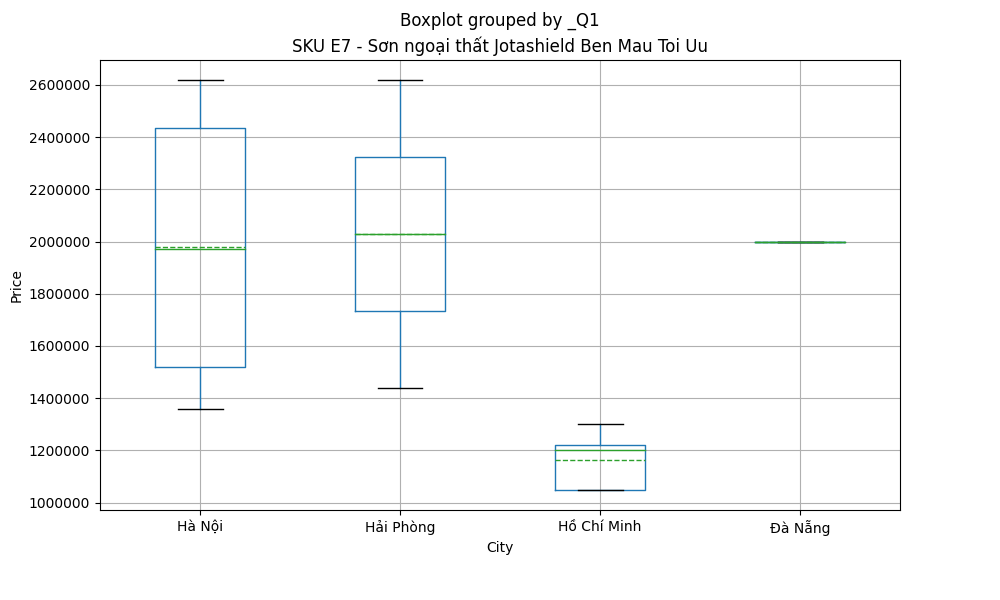 Boxplot grouped by _Q1
SKU E7 - Sơn ngoại thất Jotashield Ben Mau Toi Uu
2600000
2400000
2200000
2000000
1800000
1600000
1400000
1200000
1000000
Price
Hà Nội
Hải Phòng
Hồ Chí Minh
Đà Nẵng
City